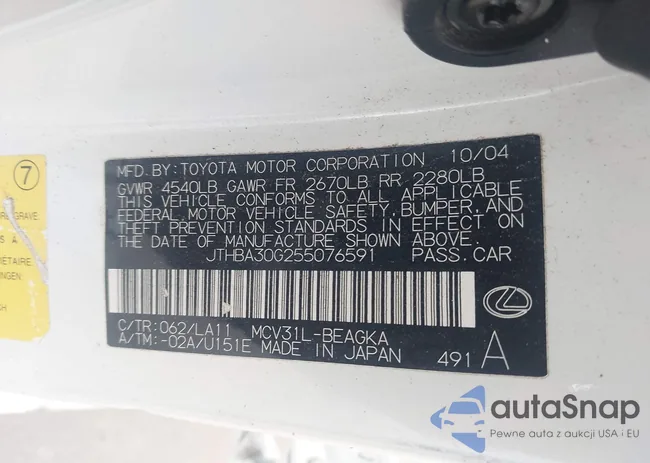 7
GRAVE:
MFD.BY: TOYOTA MOTOR CORPORATION 10/04
GVWR 4540LB GAWR FR 2670LB RR 2280LB
THIS VEHICLE CONFORMS TO ALL APPLICABLE
FEDERAL MOTOR VEHICLE SAFETY, BUMPER, AND
THEFT PREVENTION STANDARDS IN EFFECT ON
THE DATE OF MANUFACTURE SHOWN ABOVE.
JTHBA30G255076591 PASS.CAR
C/TR: 062/LA11 MCV31L-BEAGKA
A/TM: -02A/U151E MADE IN JAPAN 491 A
autaSnap
Pewne auta z aukcji USA i EU